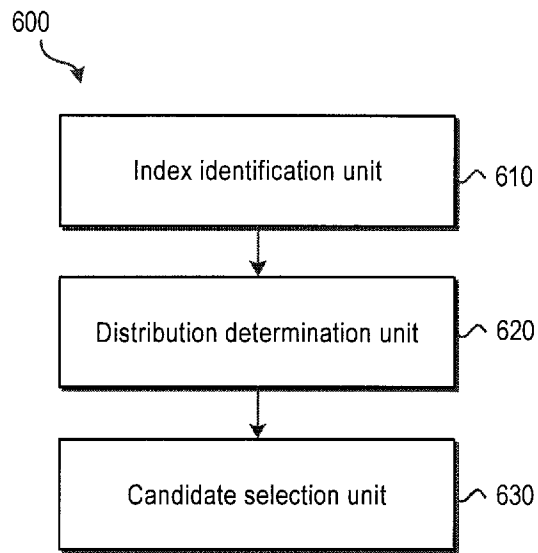 600
Index identification unit
610
Distribution determination unit
620
Candidate selection unit
630